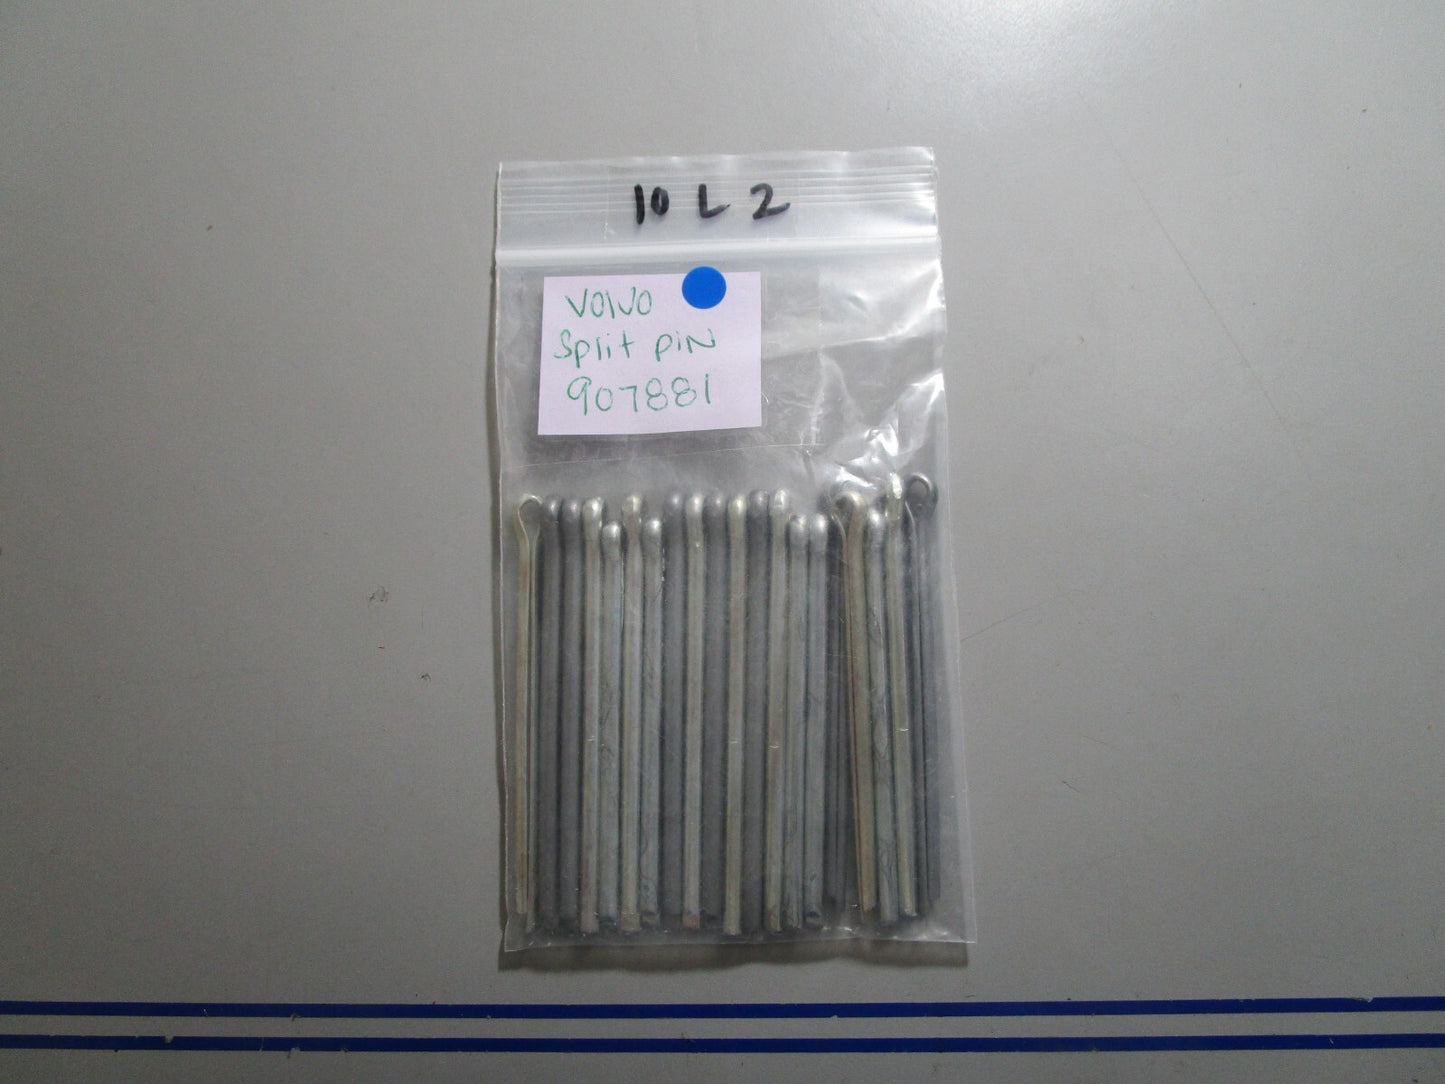 10 L 2
VOLVO
Split PIN
907881